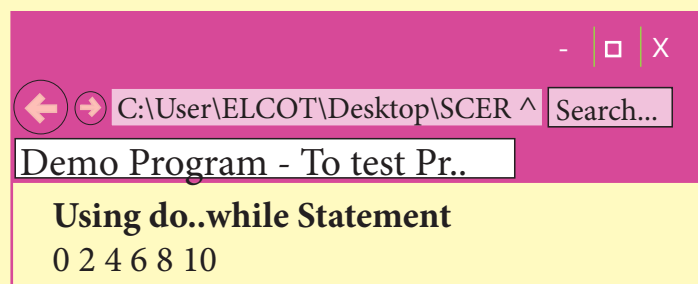 - X
C:\User\ELCOT\Desktop\SCER ^ Search...
Demo Program - To test Pr..
Using do..while Statement
0 2 4 6 8 10